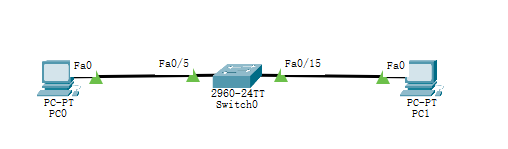 Fa0
Fa0/5
Fa0/15
Fa0
PC-PT
PC0
2960-24TT
Switch0
PC-PT
PC1